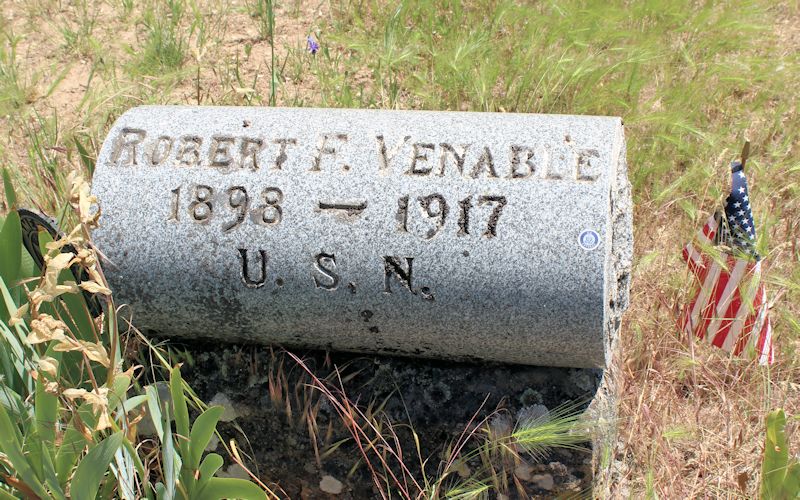 Robert F. Venable
1898 — 1917
U. S. N.